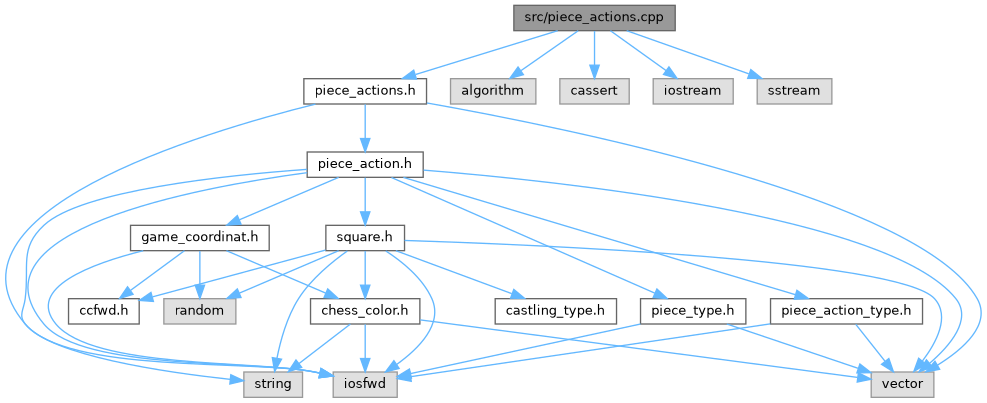 src/piece_actions.cpp
piece_actions.h
algorithm
cassert
iostream
sstream
piece_action.h
game_coordinat.h
square.h
ccfwd.h
random
chess_color.h
castling_type.h
piece_type.h
piece_action_type.h
string
iosfwd
vector